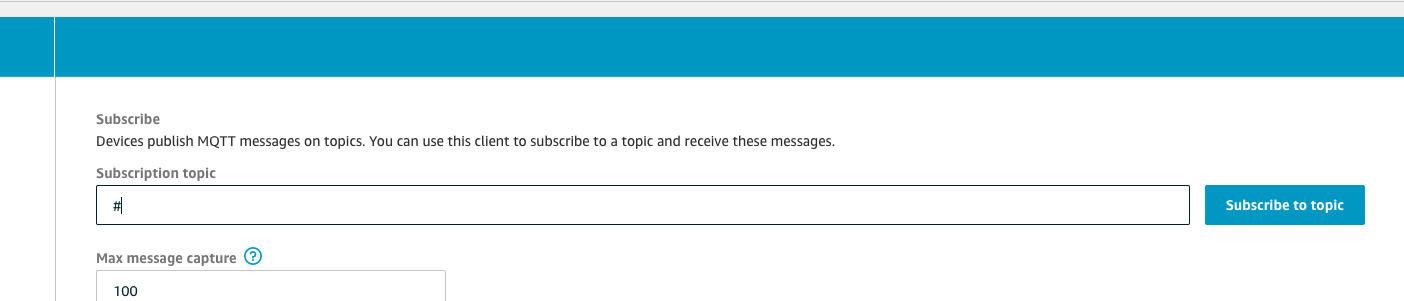 Subscribe
Devices publish MQTT messages on topics. You can use this client to subscribe to a topic and receive these messages.
Subscription topic
#
Subscribe to topic
Max message capture ?
100